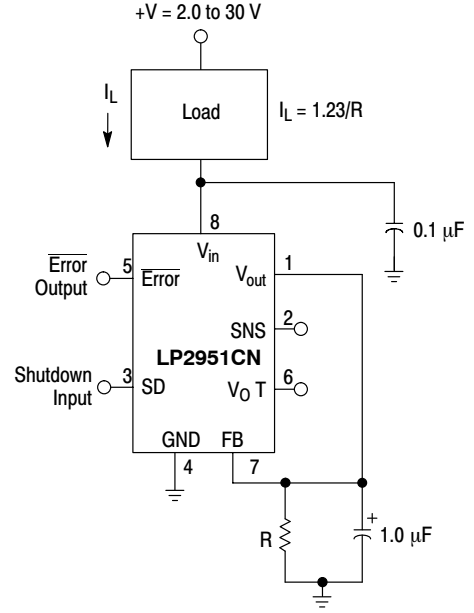 +V = 2.0 to 30 V
I_L
Load
I_L = 1.23/R
8
0.1 μF
V_in
Error
Output
5
Error
V_out
1
SNS
2
LP2951CN
Shutdown
Input
3
SD
V_O T
6
GND
FB
4
7
R
+
1.0 μF